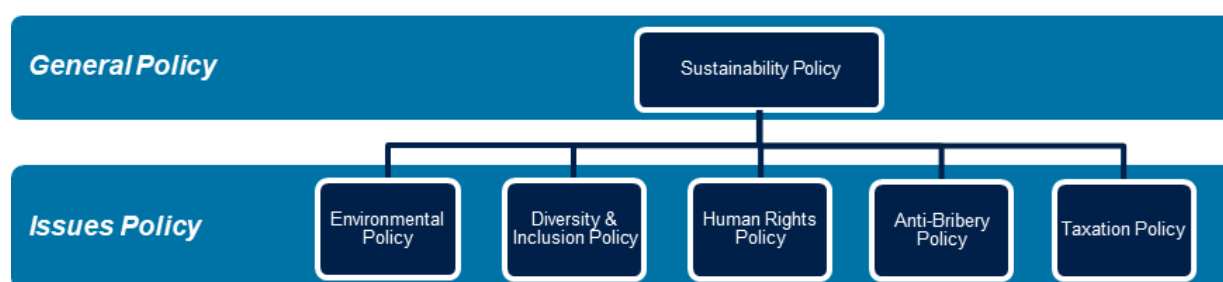 General Policy
Sustainability Policy
Issues Policy
Environmental
Policy
Diversity &
Inclusion Policy
Human Rights
Policy
Anti-Bribery
Policy
Taxation Policy